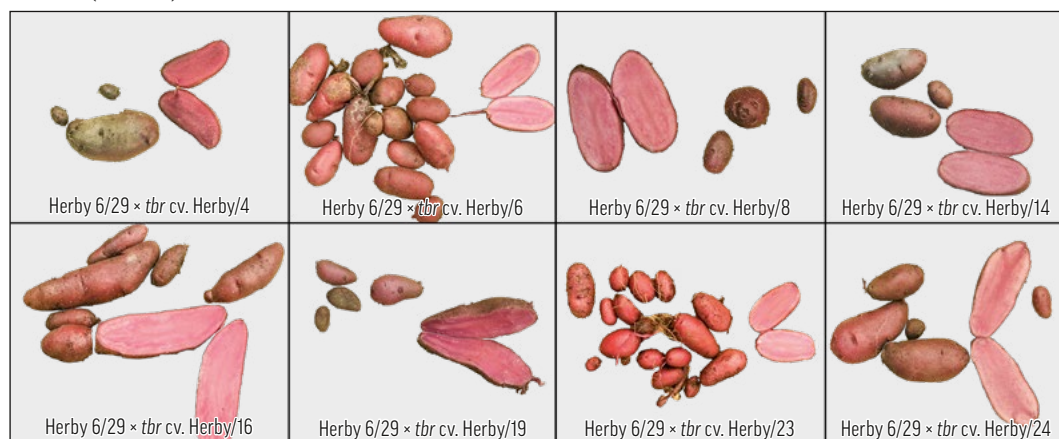 Herby 6/29 × tbr cv. Herby/4
Herby 6/29 × tbr cv. Herby/6
Herby 6/29 × tbr cv. Herby/8
Herby 6/29 × tbr cv. Herby/14
Herby 6/29 × tbr cv. Herby/16
Herby 6/29 × tbr cv. Herby/19
Herby 6/29 × tbr cv. Herby/23
Herby 6/29 × tbr cv. Herby/24